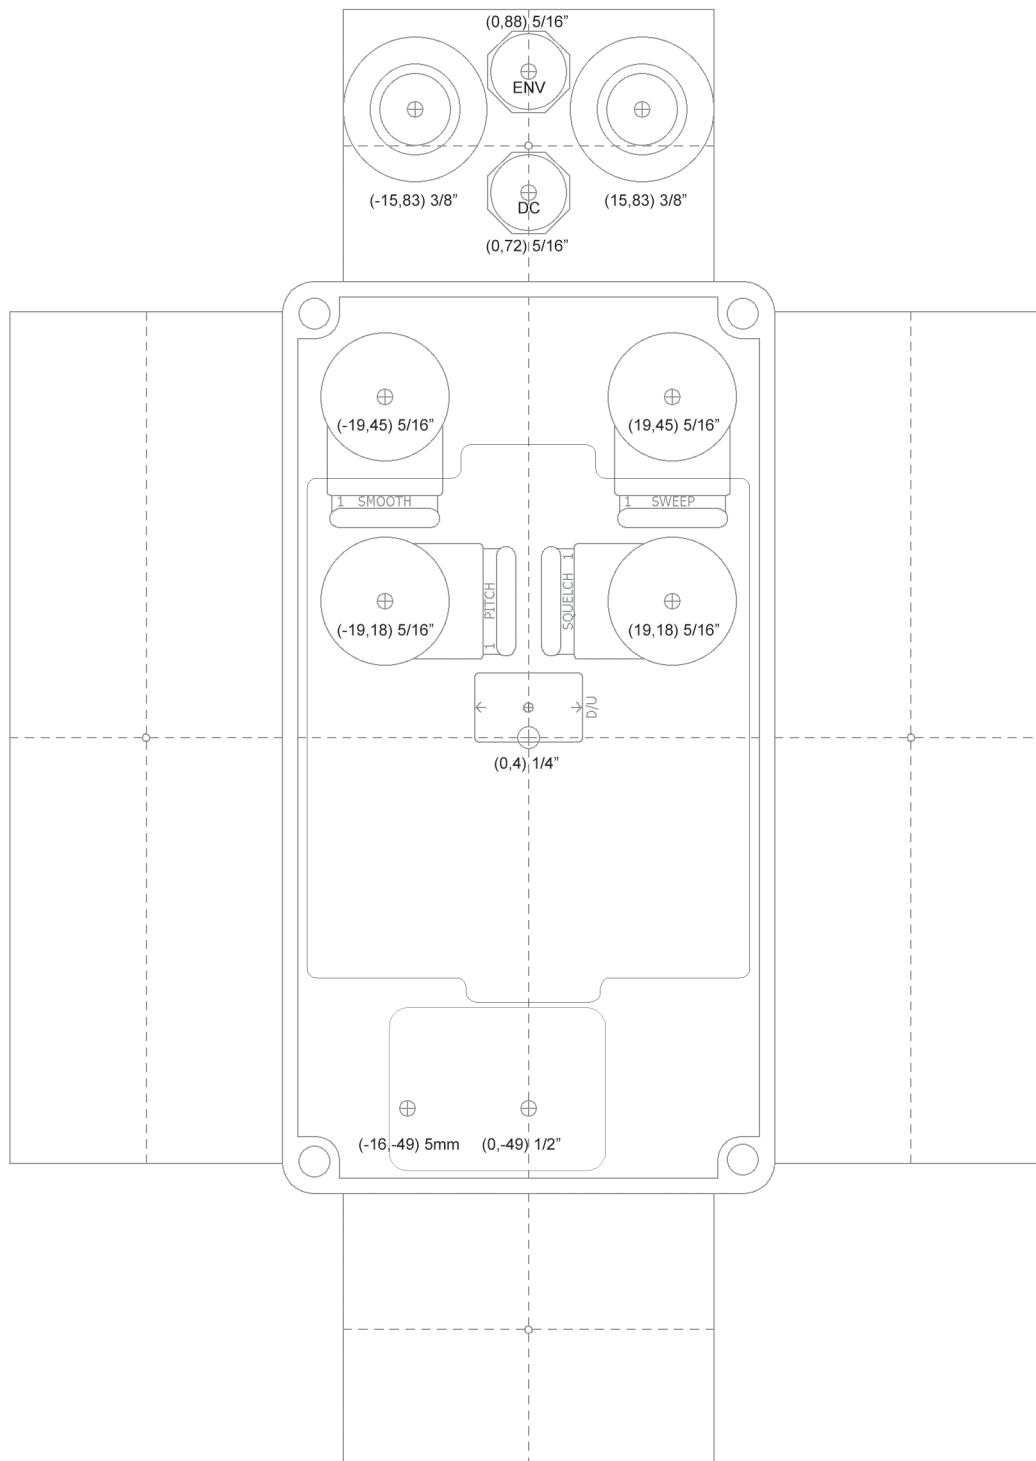 (0,88) 5/16”
ENV
(-15,83) 3/8”
(15,83) 3/8”
DC
(0,72) 5/16”
(-19,45) 5/16”
(19,45) 5/16”
1 SMOOTH
1 SWEEP
1 PITCH
SQUELCH 1
(-19,18) 5/16”
(19,18) 5/16”
D/U
(0,4) 1/4”
(-16,-49) 5mm
(0,-49) 1/2”